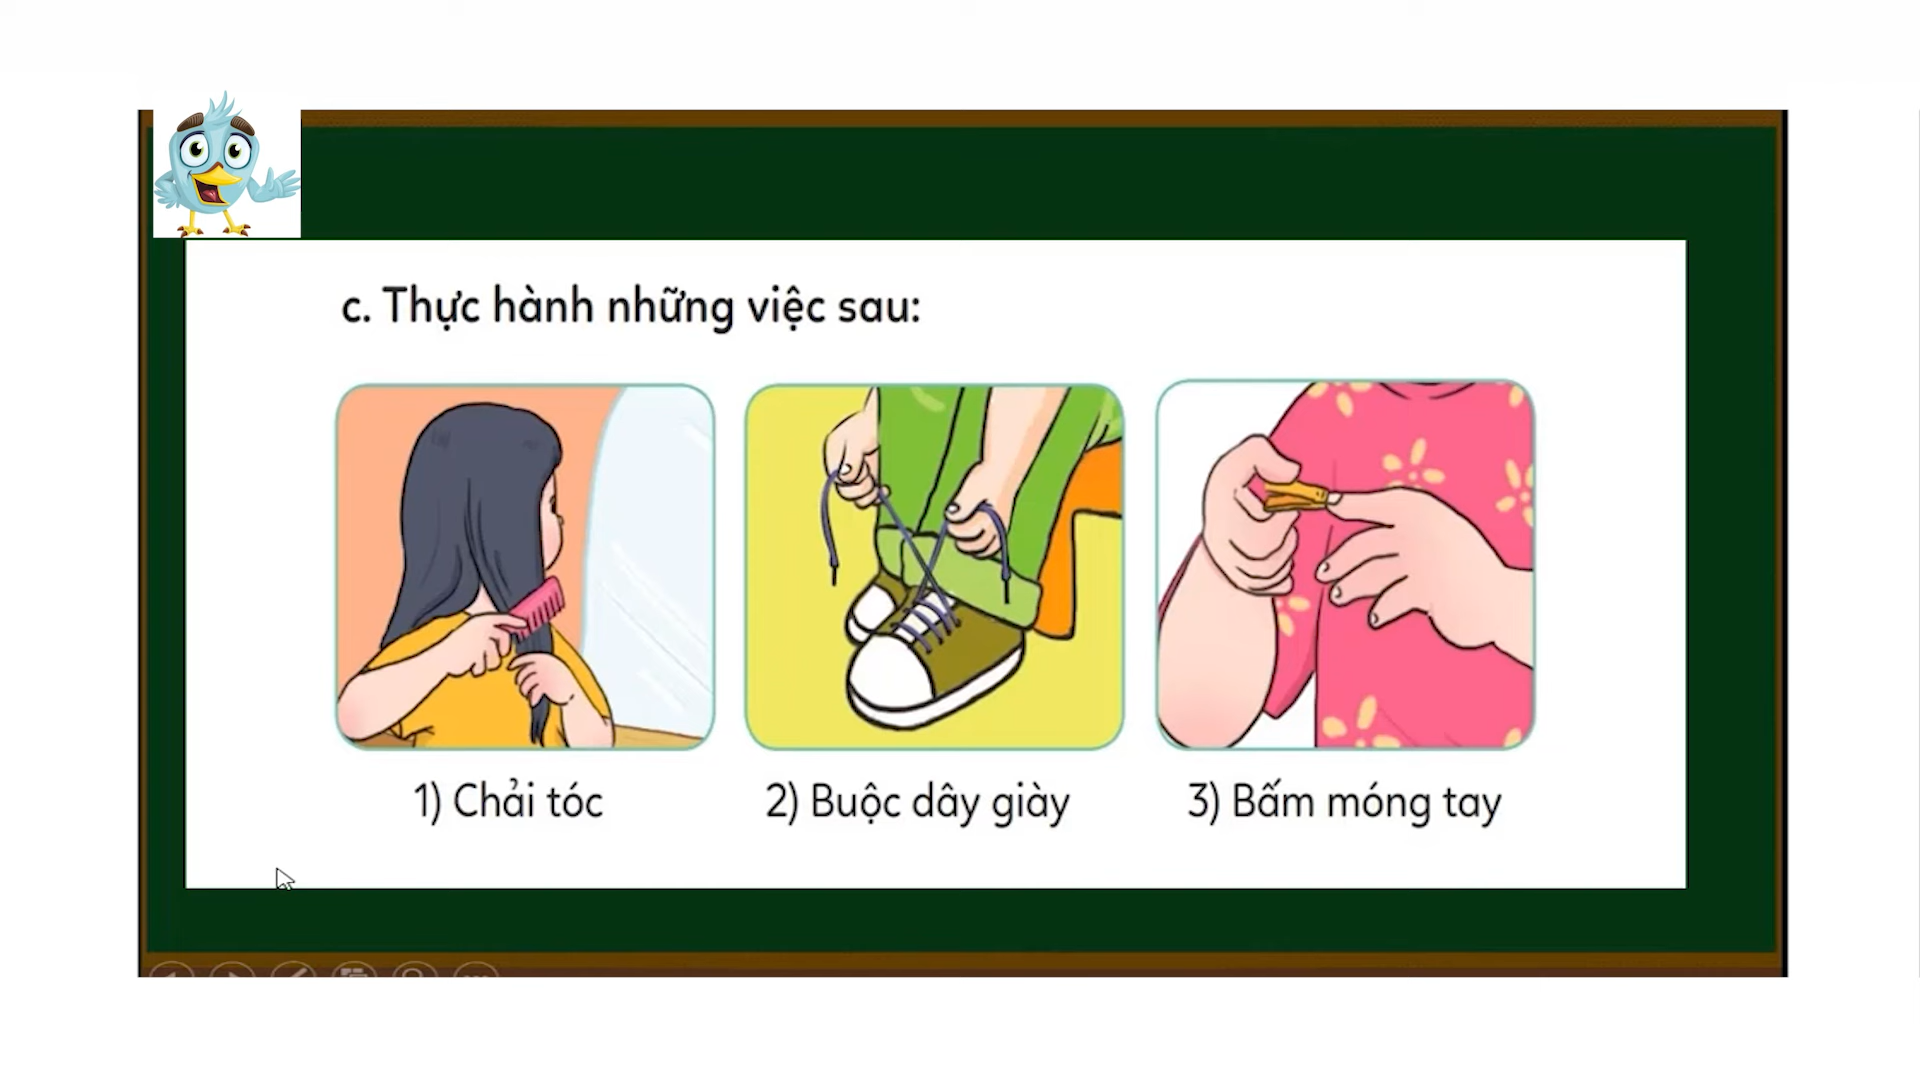 c. Thực hành những việc sau:
1) Chải tóc
2) Buộc dây giày
3) Bấm móng tay